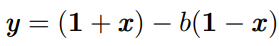 y = (1 + x) − b(1 − x)